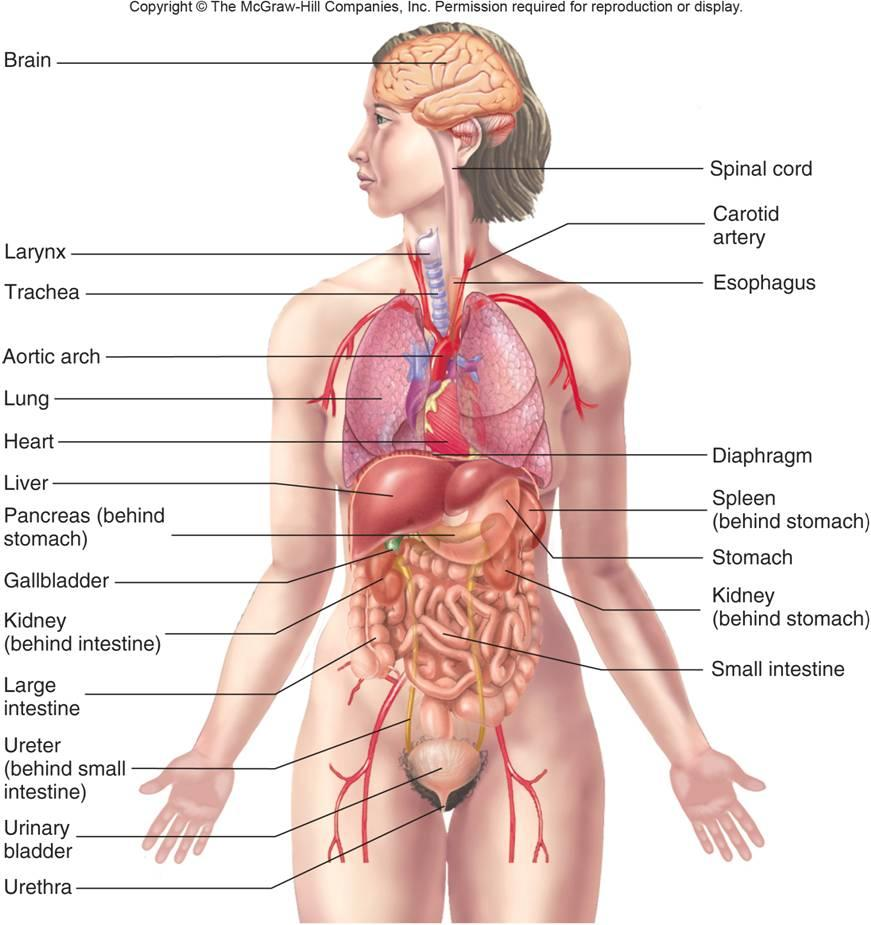 Copyright © The McGraw-Hill Companies, Inc. Permission required for reproduction or display.
Brain
Larynx
Trachea
Aortic arch
Lung
Heart
Liver
Pancreas (behind
stomach)
Gallbladder
Kidney
(behind intestine)
Large
intestine
Ureter
(behind small
intestine)
Urinary
bladder
Urethra
Spinal cord
Carotid
artery
Esophagus
Diaphragm
Spleen
(behind stomach)
Stomach
Kidney
(behind stomach)
Small intestine